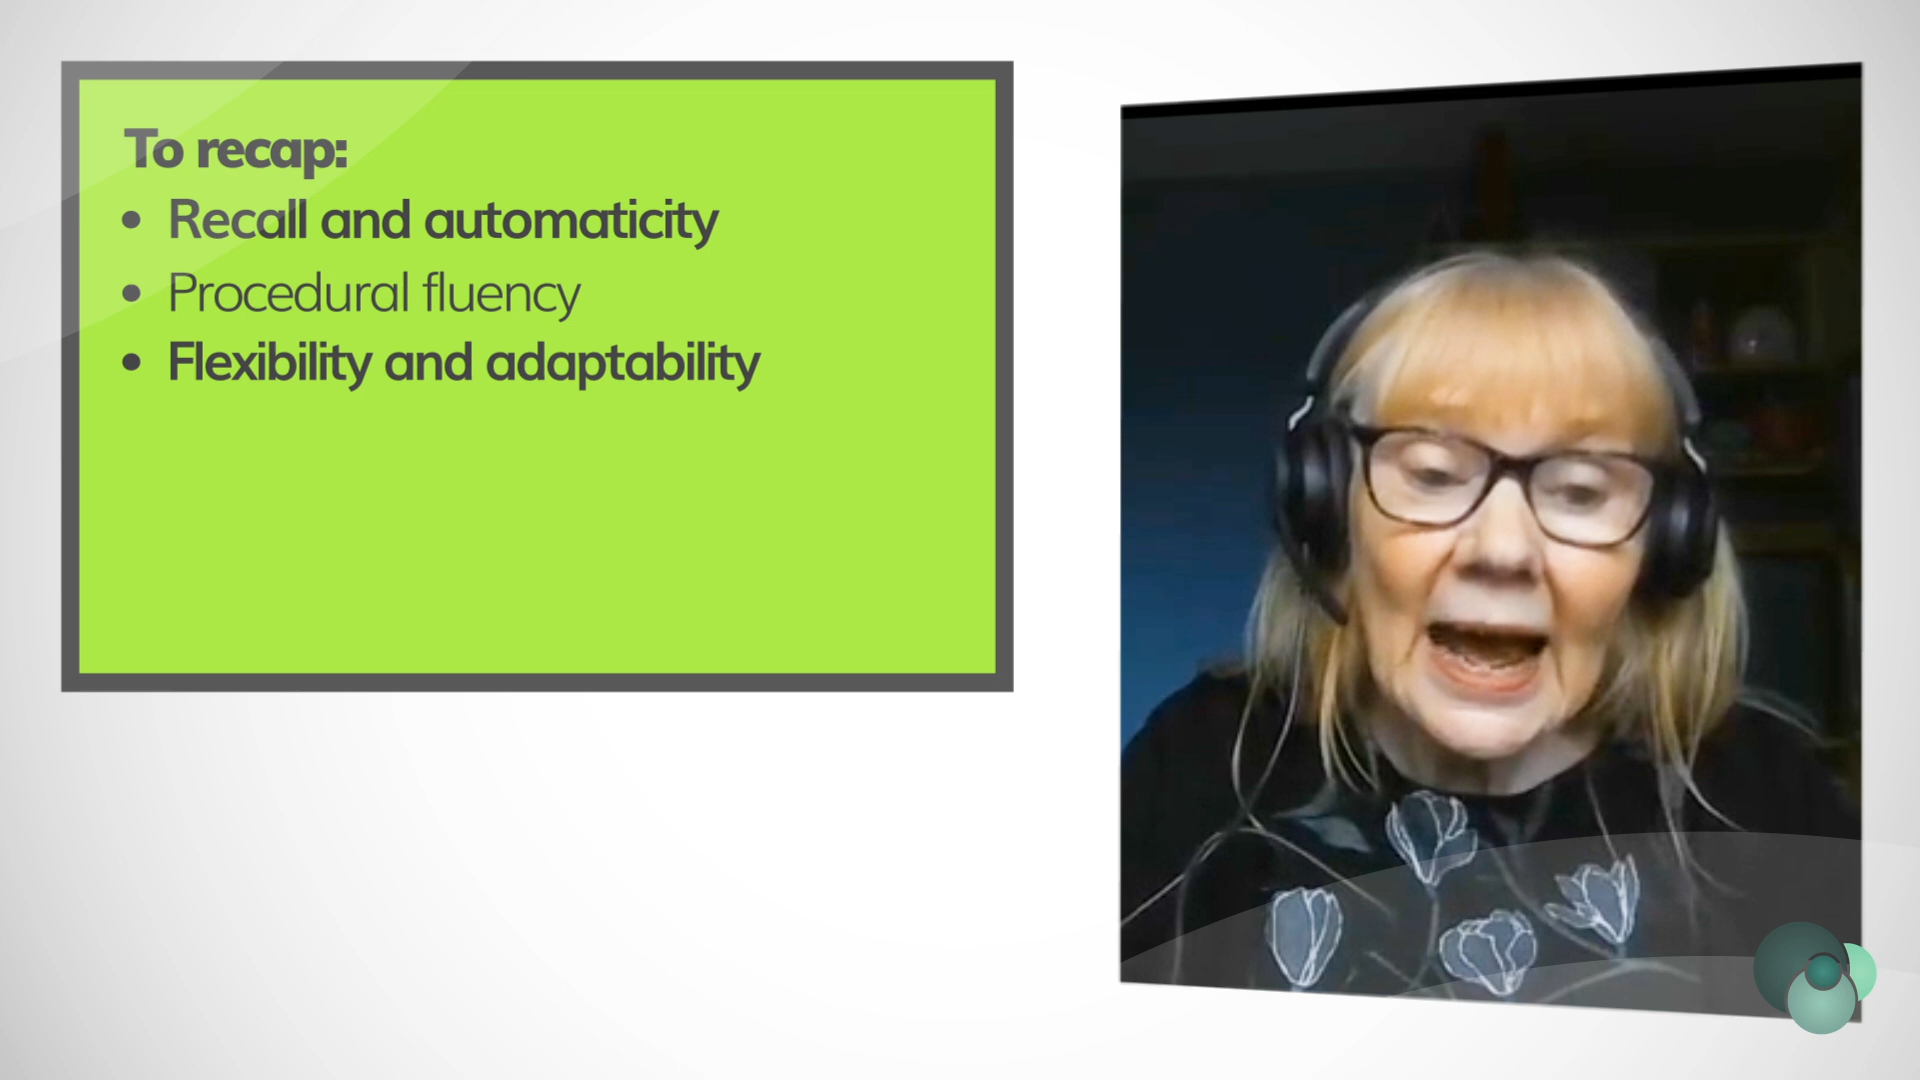 To recap:
• Recall and automaticity
• Procedural fluency
• Flexibility and adaptability